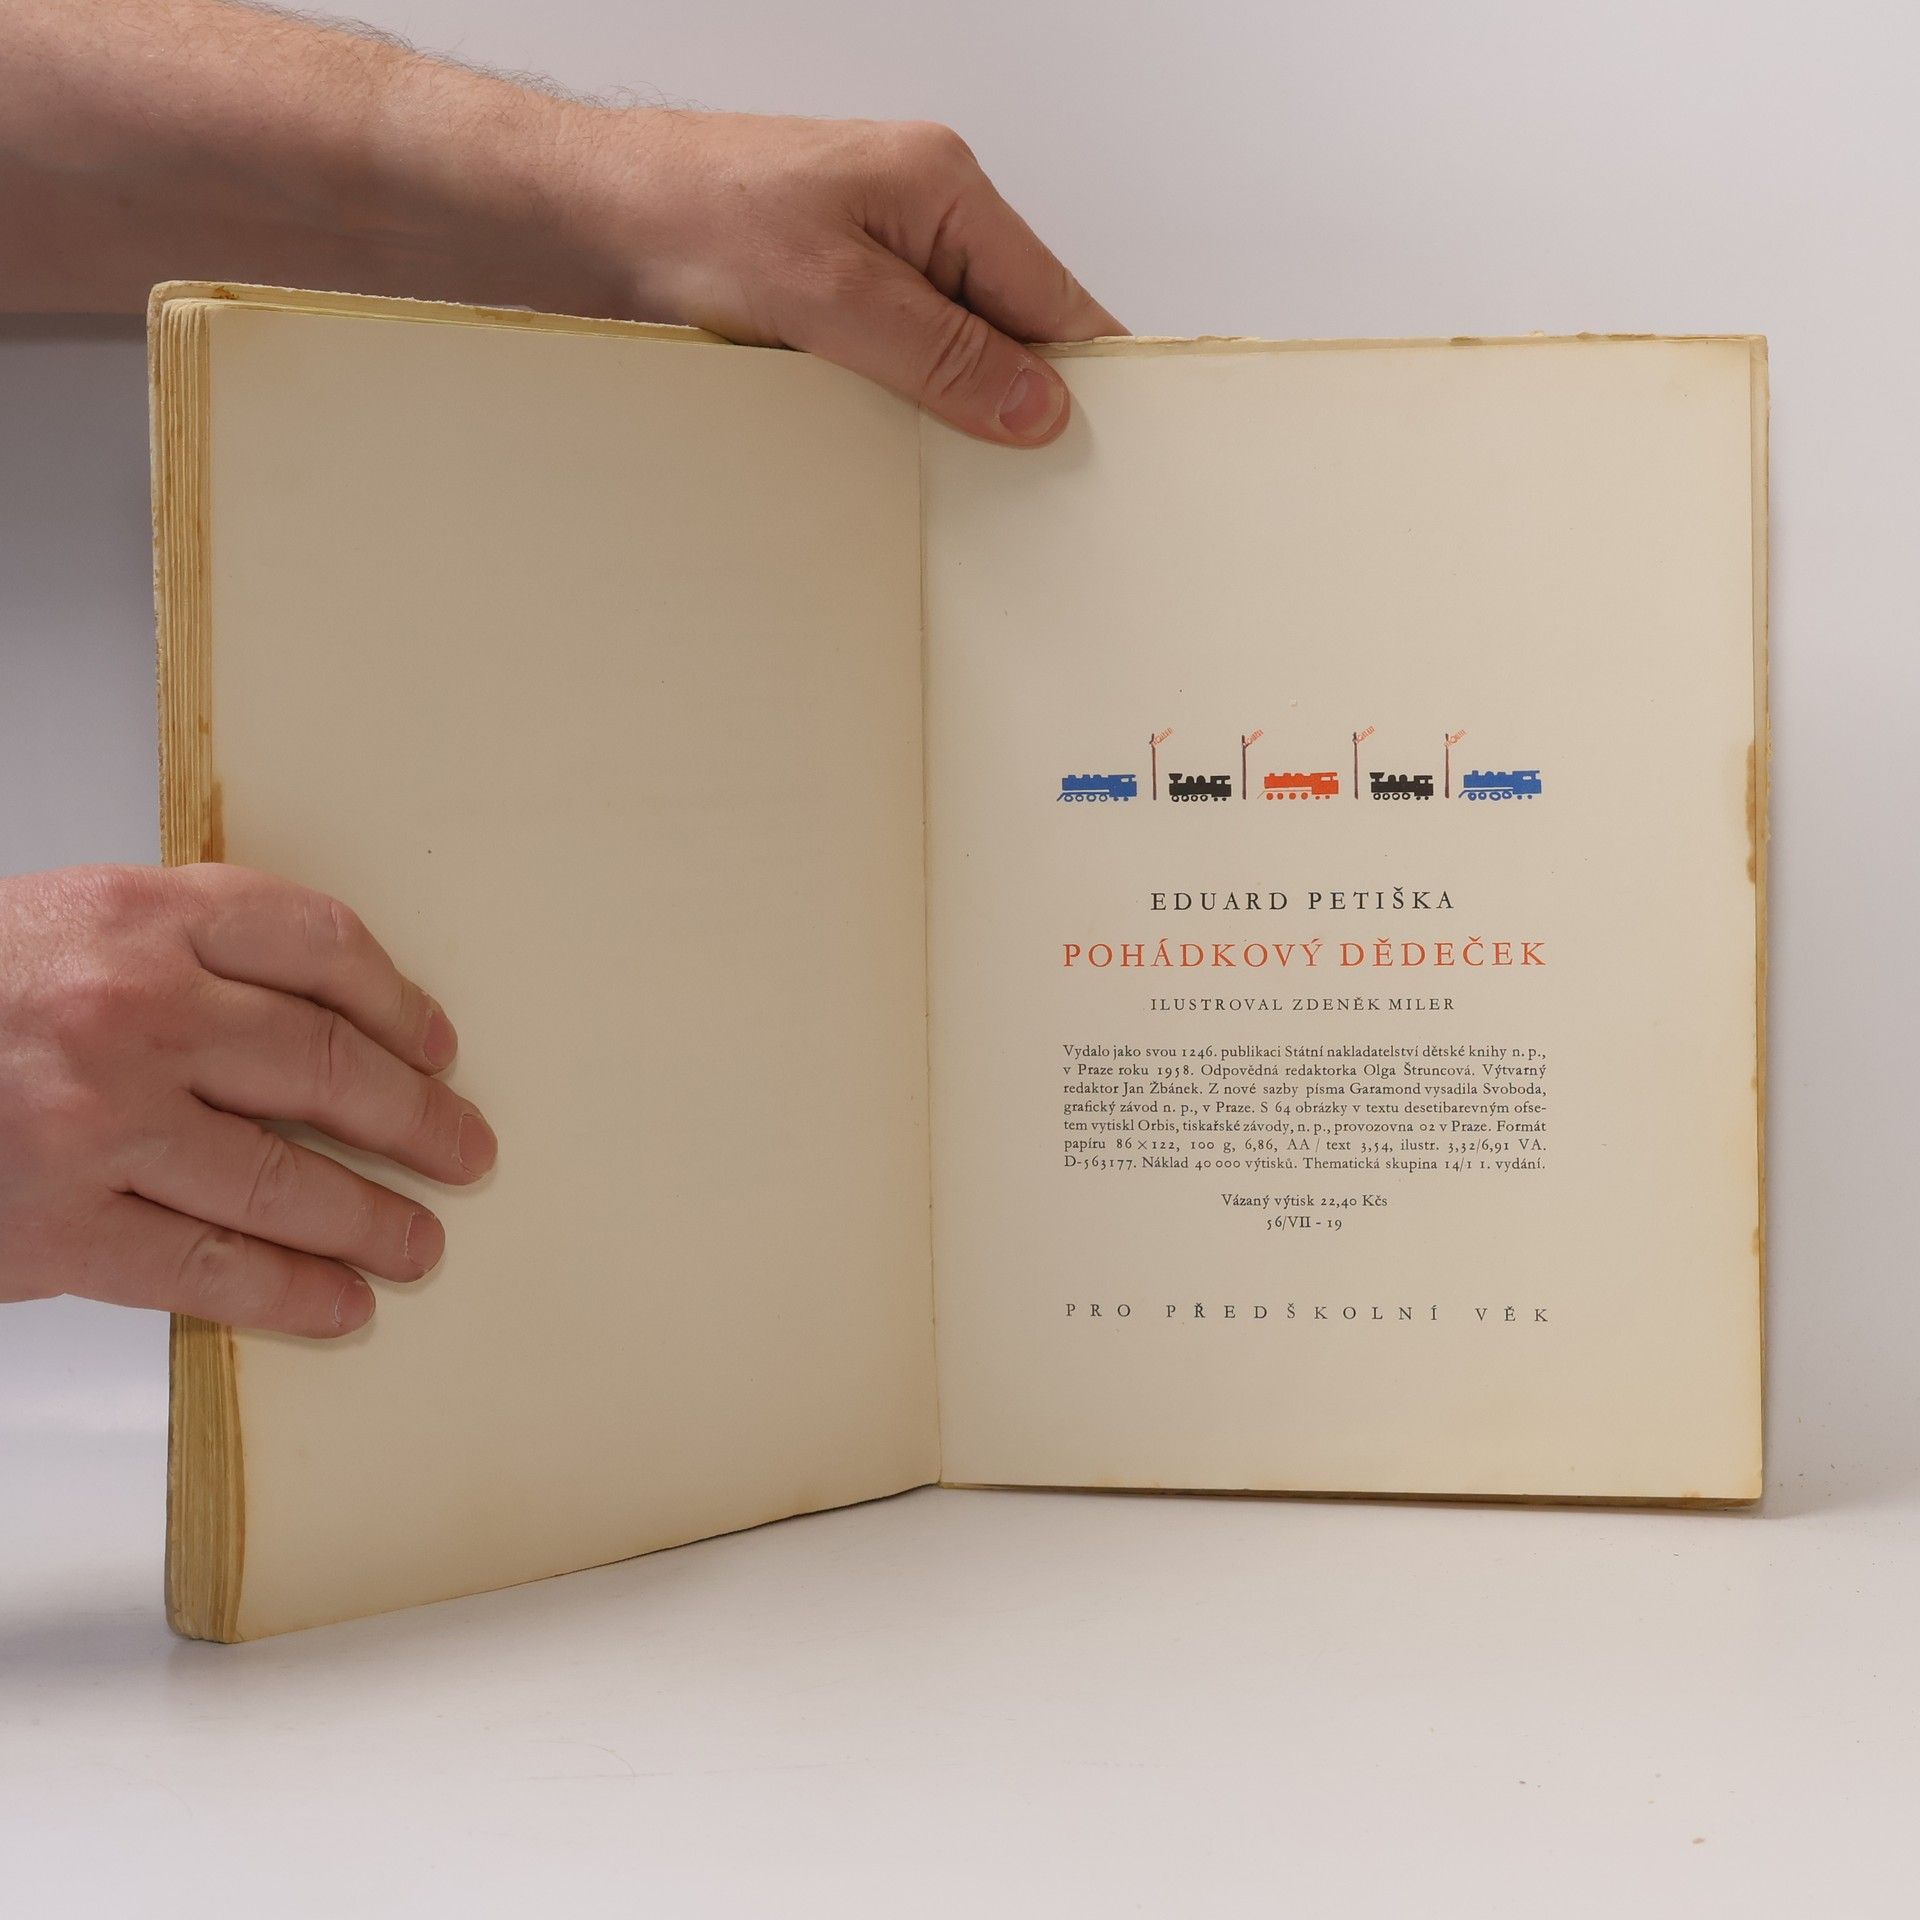 EDUARD PETIŠKA
POHÁDKOVÝ DĚDEČEK
ILUSTROVAL ZDENĚK MILER
Vydalo jako svou 1246. publikaci Státní nakladatelství dětské knihy n. p.,
v Praze roku 1958. Odpovědná redaktorka Olga Štruncová. Výtvarný
redaktor Jan Žbánek. Z nové sazby písma Garamond vysadila Svoboda,
grafický závod n. p., v Praze. S 64 obrázky v textu desetibarevným ofse-
tem vytiskl Orbis, tiskařské závody, n. p., provozovna 02 v Praze. Formát
papíru 86 × 122, 100 g, 6,86, AA / text 3,54, ilustr. 3,32/6,91 VA.
D-563177. Náklad 40 000 výtisků. Thematická skupina 14/1 1. vydání.
Vázaný výtisk 22,40 Kčs
56/VII - 19
PRO PŘEDŠKOLNÍ VĚK